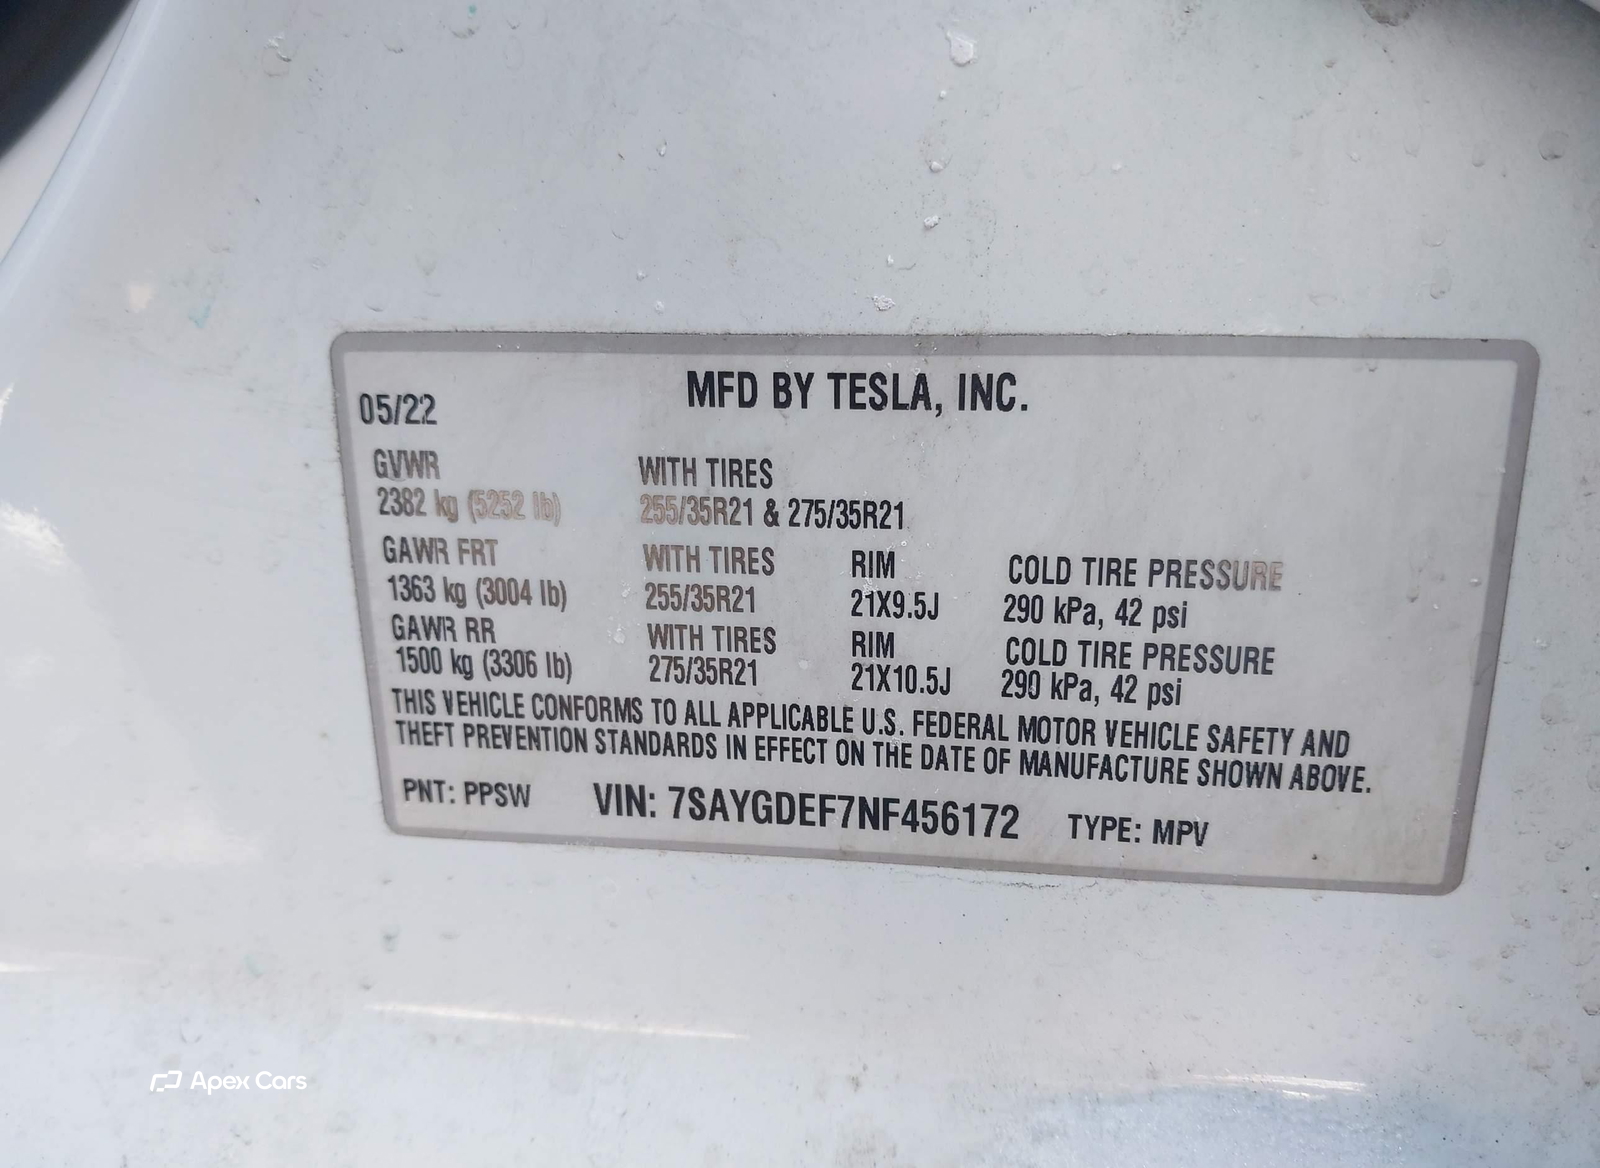 MFD BY TESLA, INC.
05/22
GVWR WITH TIRES
2382 kg (5252 lb) 255/35R21 & 275/35R21
GAWR FRT WITH TIRES RIM COLD TIRE PRESSURE
1363 kg (3004 lb) 255/35R21 21X9.5J 290 kPa, 42 psi
GAWR RR WITH TIRES RIM COLD TIRE PRESSURE
1500 kg (3306 lb) 275/35R21 21X10.5J 290 kPa, 42 psi
THIS VEHICLE CONFORMS TO ALL APPLICABLE U.S. FEDERAL MOTOR VEHICLE SAFETY AND
THEFT PREVENTION STANDARDS IN EFFECT ON THE DATE OF MANUFACTURE SHOWN ABOVE.
PNT: PPSW VIN: 7SAYGDEF7NF456172 TYPE: MPV
Apex Cars